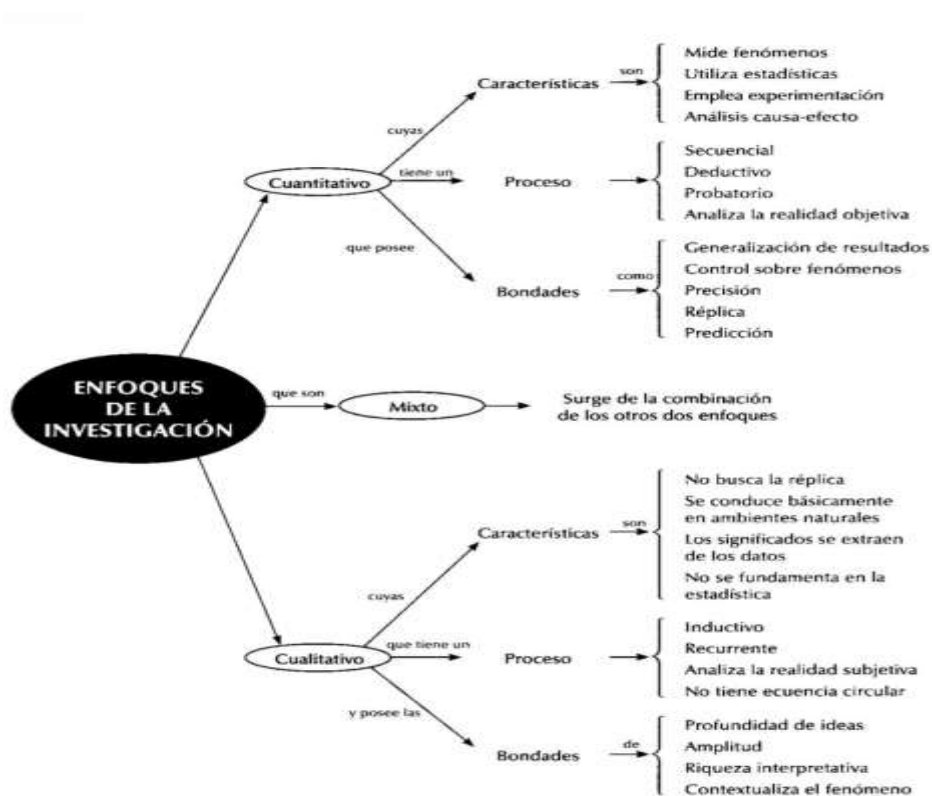 Mide fenómenos
Utiliza estadísticas
Emplea experimentación
Análisis causa-efecto
son
Características
cuyas
Secuencial
Deductivo
Probatorio
Analiza la realidad objetiva
tiene un
Proceso
Cuantitativo
que posee
Generalización de resultados
Control sobre fenómenos
Precisión
Réplica
Predicción
como
Bondades
ENFOQUES
DE LA
INVESTIGACIÓN
que son
Mixto
Surge de la combinación
de los otros dos enfoques
No busca la réplica
Se conduce básicamente
en ambientes naturales
Los significados se extraen
de los datos
No se fundamenta en la
estadística
son
Características
cuyas
Inductivo
Recurrente
Analiza la realidad subjetiva
No tiene ecuencia circular
que tiene un
Proceso
Cualitativo
y posee las
Profundidad de ideas
Amplitud
Riqueza interpretativa
Contextualiza el fenómeno
de
Bondades